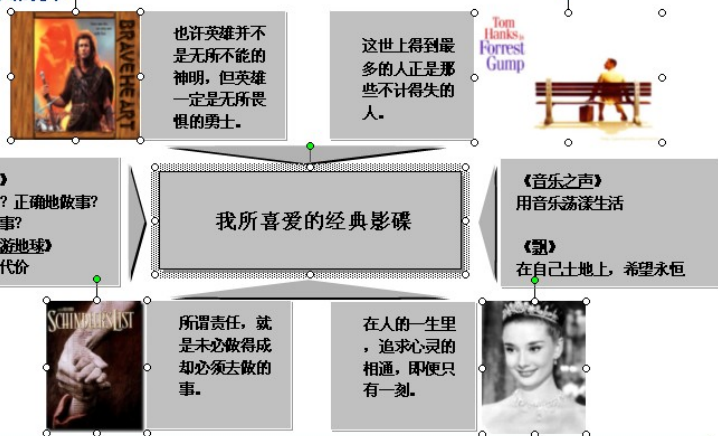 BRAVEHEART
也许英雄并不
是无所不能的
神明，但英雄
一定是无所畏
惧的勇士。
这世上得到最
多的人正是那
些不计得失的
人。
Tom
Hanks is
Forrest
Gump
》
？正确地做事？
事？
游地球》
代价
我所喜爱的经典影碟
《音乐之声》
用音乐荡漾生活
《飘》
在自己土地上，希望永恒
SCHINDLER'S LIST
所谓责任，就
是未必做得成
却必须去做的
事。
在人的一生里
，追求心灵的
相通，即便只
有一刻。